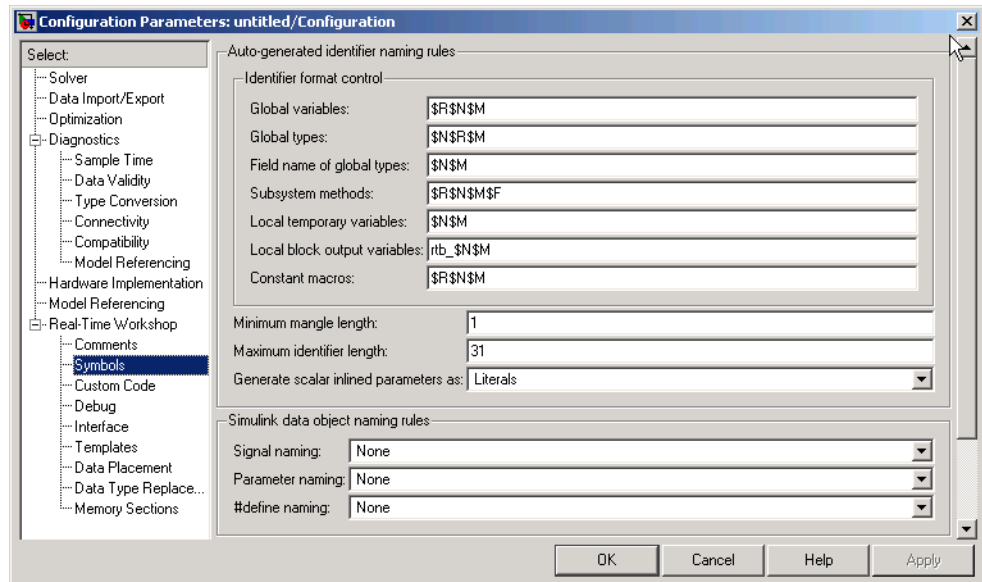 Configuration Parameters: untitled/Configuration
Select:
Solver
Data Import/Export
Optimization
Diagnostics
Sample Time
Data Validity
Type Conversion
Connectivity
Compatibility
Model Referencing
Hardware Implementation
Model Referencing
Real-Time Workshop
Comments
Symbols
Custom Code
Debug
Interface
Templates
Data Placement
Data Type Replace...
Memory Sections
Auto-generated identifier naming rules
Identifier format control
Global variables: $R$N$M
Global types: $N$R$M
Field name of global types: $N$M
Subsystem methods: $R$N$M$F
Local temporary variables: $N$M
Local block output variables: rtb_$N$M
Constant macros: $R$N$M
Minimum mangle length: 1
Maximum identifier length: 31
Generate scalar inlined parameters as: Literals
Simulink data object naming rules
Signal naming: None
Parameter naming: None
#define naming: None
OK Cancel Help Apply